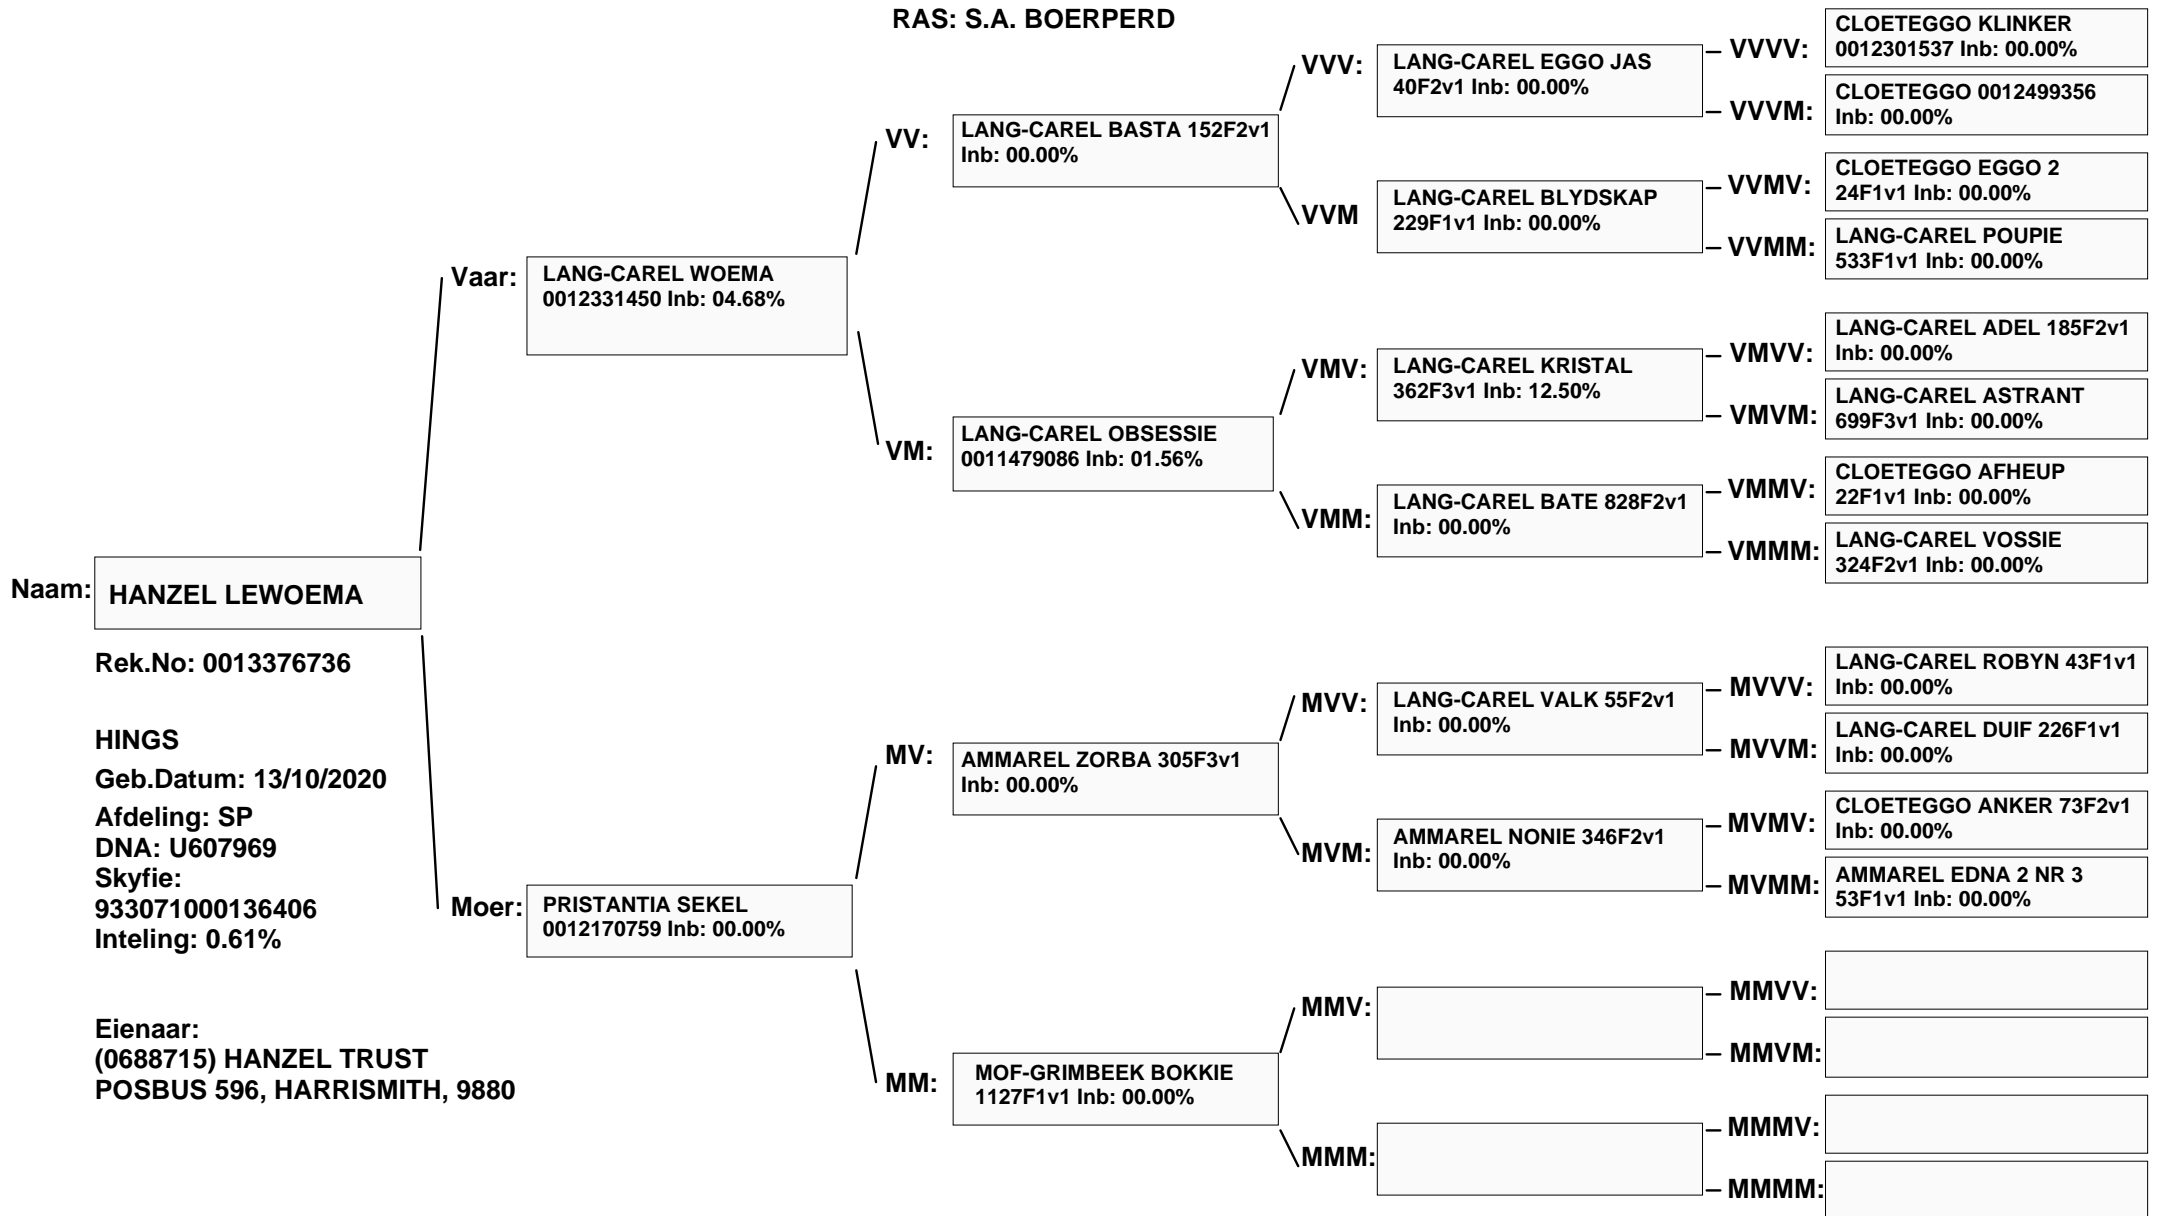 RAS: S.A. BOERPERD
Naam:
HANZEL LEWOEMA
Rek.No: 0013376736
HINGS
Geb.Datum: 13/10/2020
Afdeling: SP
DNA: U607969
Skyfie:
933071000136406
Inteling: 0.61%
Eienaar:
(0688715) HANZEL TRUST
POSBUS 596, HARRISMITH, 9880
Vaar:
LANG-CAREL WOEMA
0012331450 Inb: 04.68%
Moer:
PRISTANTIA SEKEL
0012170759 Inb: 00.00%
VV:
LANG-CAREL BASTA 152F2v1
Inb: 00.00%
VM:
LANG-CAREL OBSESSIE
0011479086 Inb: 01.56%
MV:
AMMAREL ZORBA 305F3v1
Inb: 00.00%
MM:
MOF-GRIMBEEK BOKKIE
1127F1v1 Inb: 00.00%
VVV:
LANG-CAREL EGGO JAS
40F2v1 Inb: 00.00%
VVM
LANG-CAREL BLYDSKAP
229F1v1 Inb: 00.00%
VMV:
LANG-CAREL KRISTAL
362F3v1 Inb: 12.50%
VMM:
LANG-CAREL BATE 828F2v1
Inb: 00.00%
MVV:
LANG-CAREL VALK 55F2v1
Inb: 00.00%
MVM:
AMMAREL NONIE 346F2v1
Inb: 00.00%
MMV:
MMM:
VVVV:
CLOETEGGO KLINKER
0012301537 Inb: 00.00%
VVVM:
CLOETEGGO 0012499356
Inb: 00.00%
VVMV:
CLOETEGGO EGGO 2
24F1v1 Inb: 00.00%
VVMM:
LANG-CAREL POUPIE
533F1v1 Inb: 00.00%
VMVV:
LANG-CAREL ADEL 185F2v1
Inb: 00.00%
VMVM:
LANG-CAREL ASTRANT
699F3v1 Inb: 00.00%
VMMV:
CLOETEGGO AFHEUP
22F1v1 Inb: 00.00%
VMMM:
LANG-CAREL VOSSIE
324F2v1 Inb: 00.00%
MVVV:
LANG-CAREL ROBYN 43F1v1
Inb: 00.00%
MVVM:
LANG-CAREL DUIF 226F1v1
Inb: 00.00%
MVMV:
CLOETEGGO ANKER 73F2v1
Inb: 00.00%
MVMM:
AMMAREL EDNA 2 NR 3
53F1v1 Inb: 00.00%
MMVV:
MMVM:
MMMV:
MMMM: